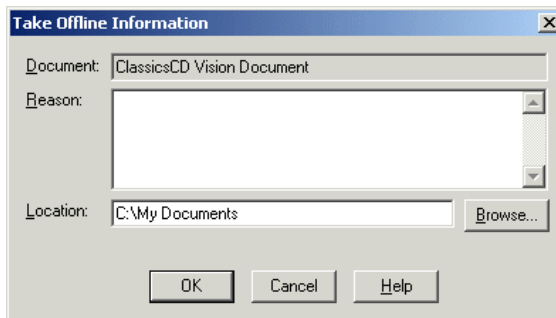 Take Offline Information
Document: ClassicsCD Vision Document
Reason:
Location: C:\My Documents Browse...
OK Cancel Help